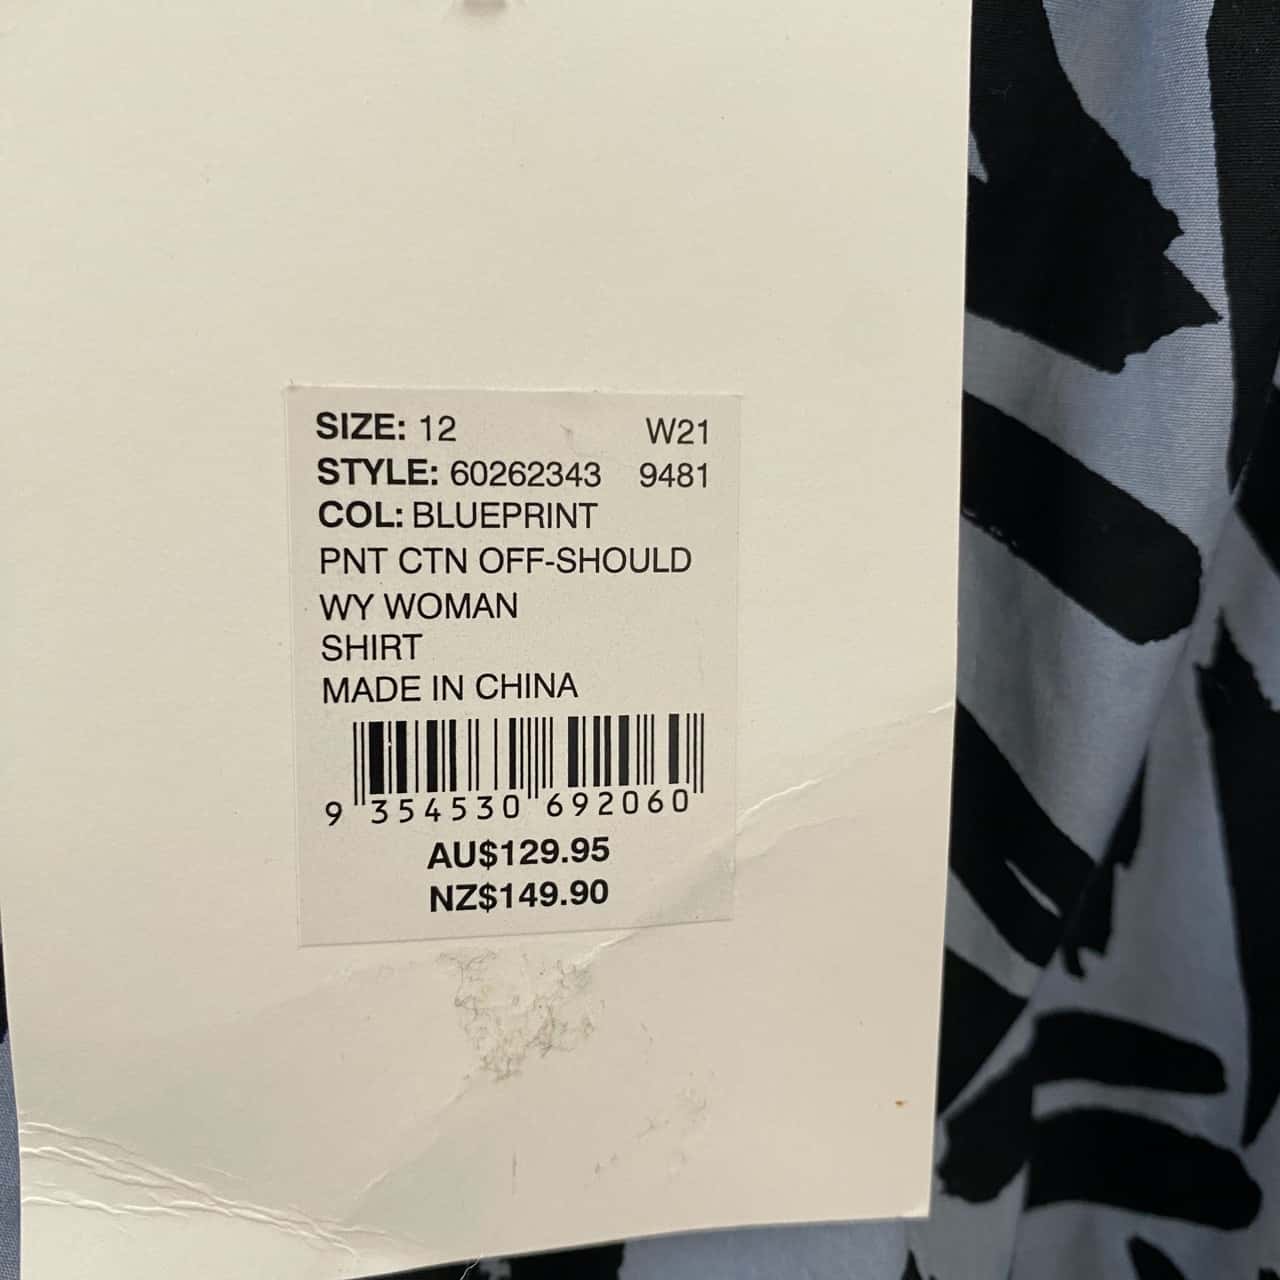 SIZE: 12 W21
STYLE: 60262343 9481
COL: BLUEPRINT
PNT CTN OFF-SHOULD
WY WOMAN
SHIRT
MADE IN CHINA
9 354530 692060
AU$129.95
NZ$149.90